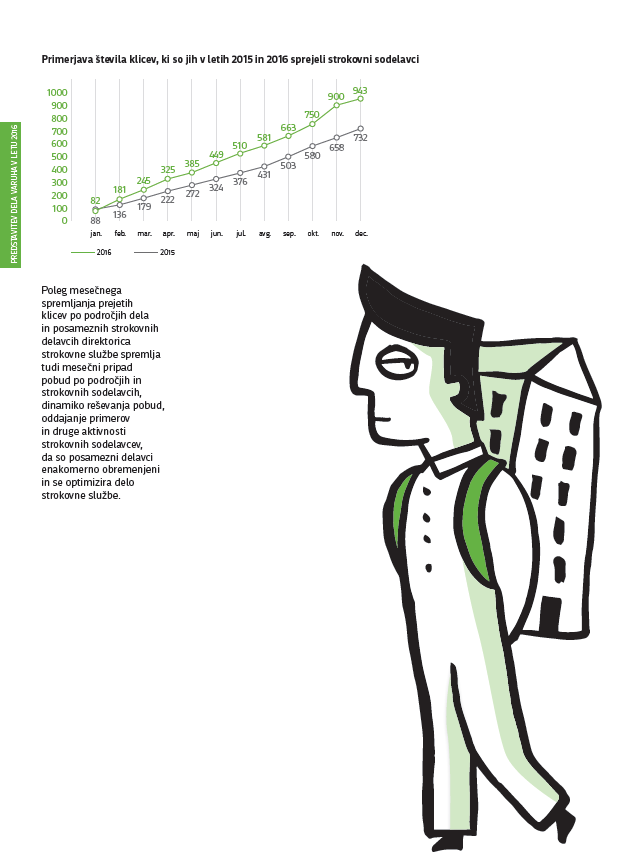 Primerjava števila klicev, ki so jih v letih 2015 in 2016 sprejeli strokovni sodelavci
1000
900
800
700
600
500
400
300
200
100
0
82 181 245 325 385 449 510 581 663 750 900 943
88 136 179 222 272 324 376 431 503 580 658 732
jan. feb. mar. apr. maj jun. jul. avg. sep. okt. nov. dec.
2016 2015
PREDSTAVITEV DELA VARUHA V LETU 2016
Poleg mesečnega
spremljanja prejetih
klicev po področjih dela
in posameznih strokovnih
delavcih direktorica
strokovne službe spremlja
tudi mesečni pripad
pobud po področjih in
strokovnih sodelavcih,
dinamiko reševanja pobud,
oddajanje primerov
in druge aktivnosti
strokovnih sodelavcev,
da so posamezni delavci
enakomerno obremenjeni
in se optimizira delo
strokovne službe.